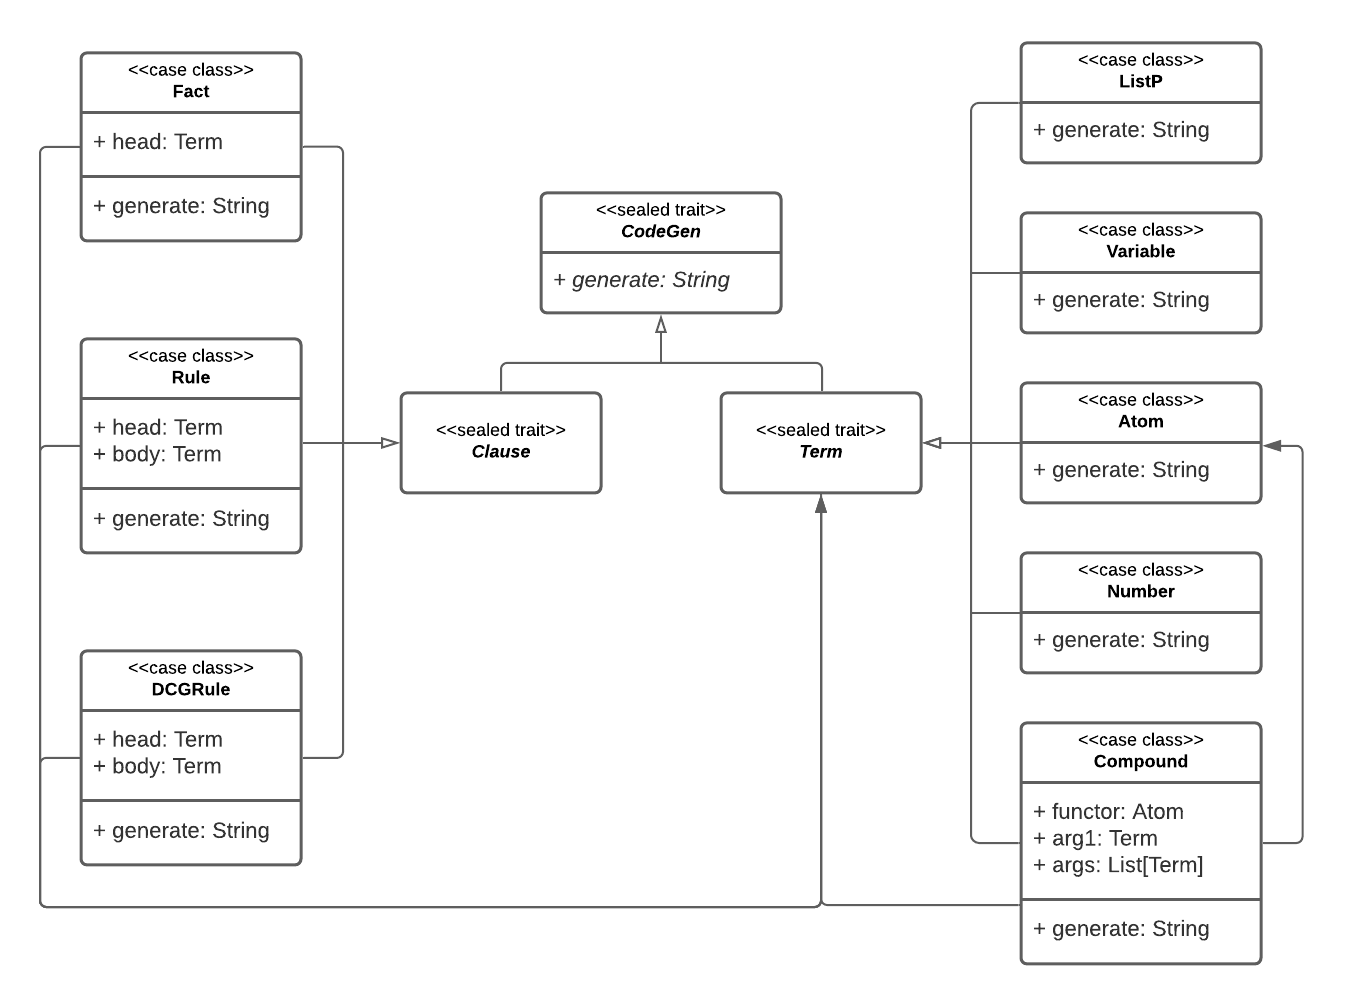 <<case class>>
Fact
+ head: Term
+ generate: String
<<case class>>
Rule
+ head: Term
+ body: Term
+ generate: String
<<case class>>
DCGRule
+ head: Term
+ body: Term
+ generate: String
<<sealed trait>>
CodeGen
+ generate: String
<<sealed trait>>
Clause
<<sealed trait>>
Term
<<case class>>
ListP
+ generate: String
<<case class>>
Variable
+ generate: String
<<case class>>
Atom
+ generate: String
<<case class>>
Number
+ generate: String
<<case class>>
Compound
+ functor: Atom
+ arg1: Term
+ args: List[Term]
+ generate: String